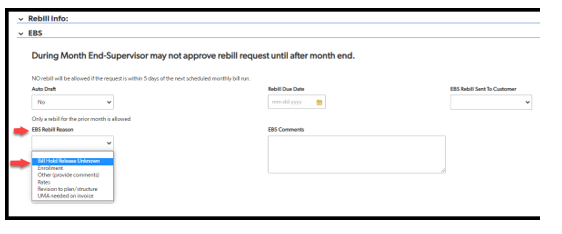 Rebill Info:
EBS
During Month End-Supervisor may not approve rebill request until after month end.
NO rebill will be allowed if the request is within 5 days of the next scheduled monthly bill run.
Auto Draft Rebill Due Date EBS Rebill Sent To Customer
No mm-dd-yyyy
Only a rebill for the prior month is allowed
EBS Rebill Reason EBS Comments
Bill Hold Release Unknown
Enrollment
Other (provide comments)
Rates
Revision to plan/structure
UMA needed on invoice